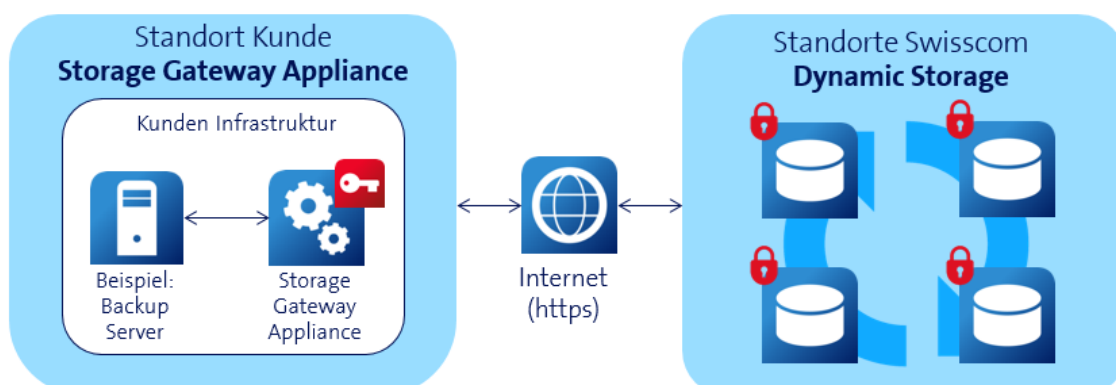 Standort Kunde
Storage Gateway Appliance
Kunden Infrastruktur
Beispiel:
Backup
Server
Storage
Gateway
Appliance
Internet
(https)
Standorte Swisscom
Dynamic Storage